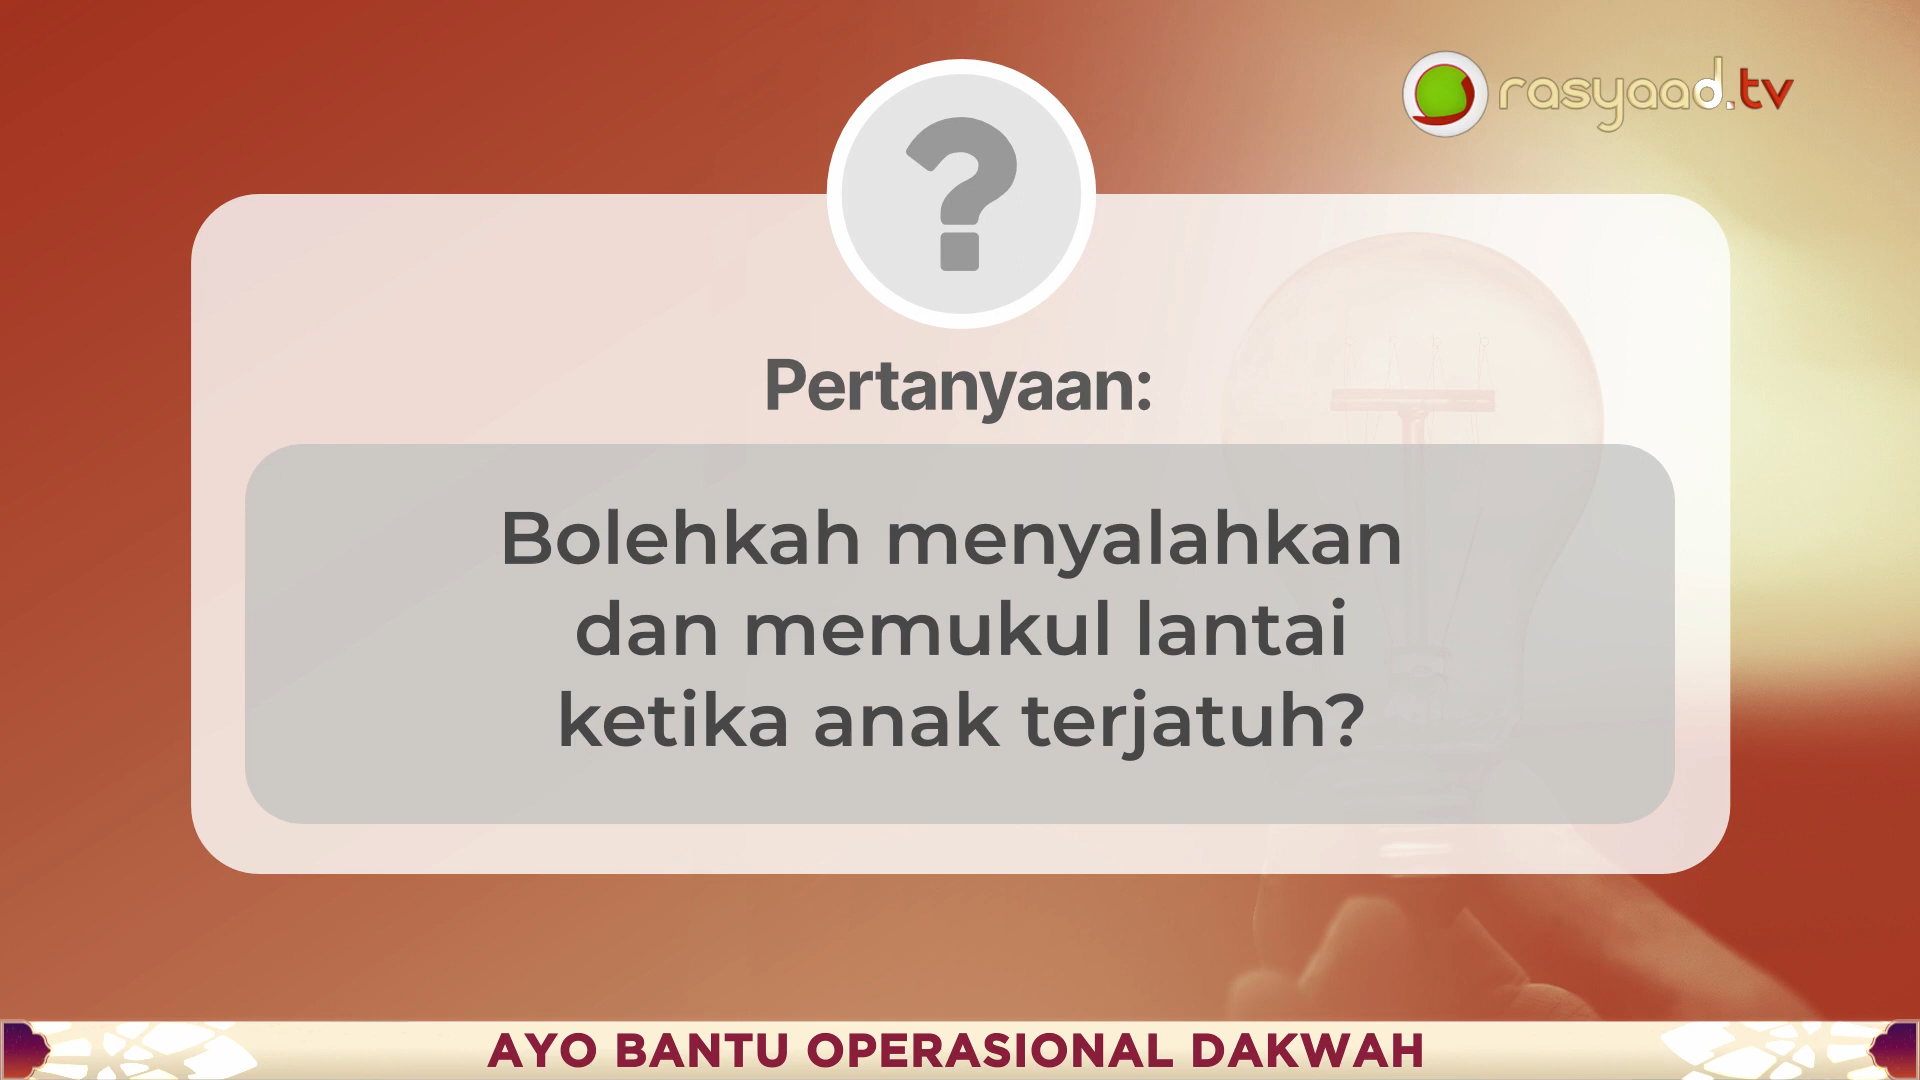 rasyaad.tv
?
Pertanyaan:
Bolehkah menyalahkan
dan memukul lantai
ketika anak terjatuh?
AYO BANTU OPERASIONAL DAKWAH